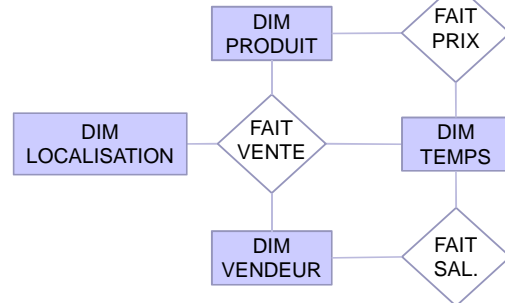 DIM
PRODUIT
FAIT
PRIX
DIM
LOCALISATION
FAIT
VENTE
DIM
TEMPS
DIM
VENDEUR
FAIT
SAL.